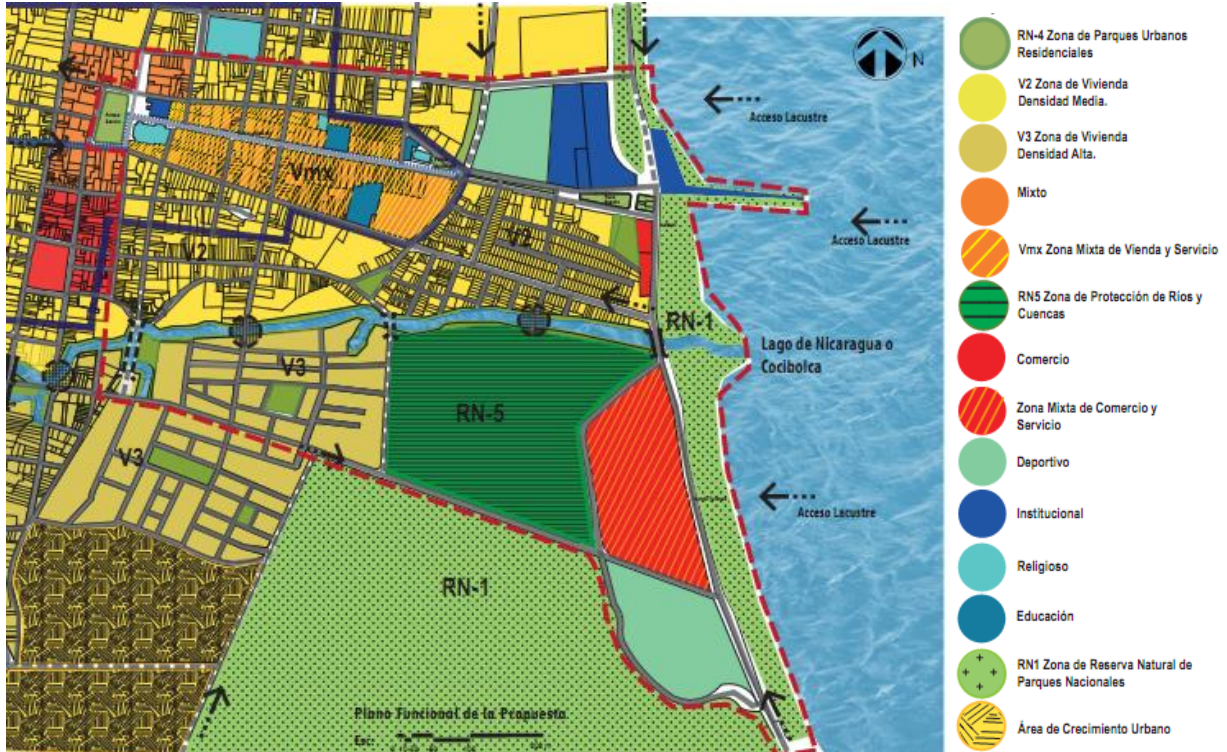 N
Acceso Lacustre
Vmx
Acceso Lacustre
V2
V2
RN-1
Lago de Nicaragua o
Cocibolca
V3
RN-5
V3
Acceso Lacustre
RN-1
Plano Funcional de la Propuesta
Esc:
RN-4 Zona de Parques Urbanos
Residenciales
V2 Zona de Vivienda
Densidad Media.
V3 Zona de Vivienda
Densidad Alta.
Mixto
Vmx Zona Mixta de Vienda y Servicio
RN5 Zona de Protección de Ríos y
Cuencas
Comercio
Zona Mixta de Comercio y
Servicio
Deportivo
Institucional
Religioso
Educación
RN1 Zona de Reserva Natural de
Parques Nacionales
Área de Crecimiento Urbano